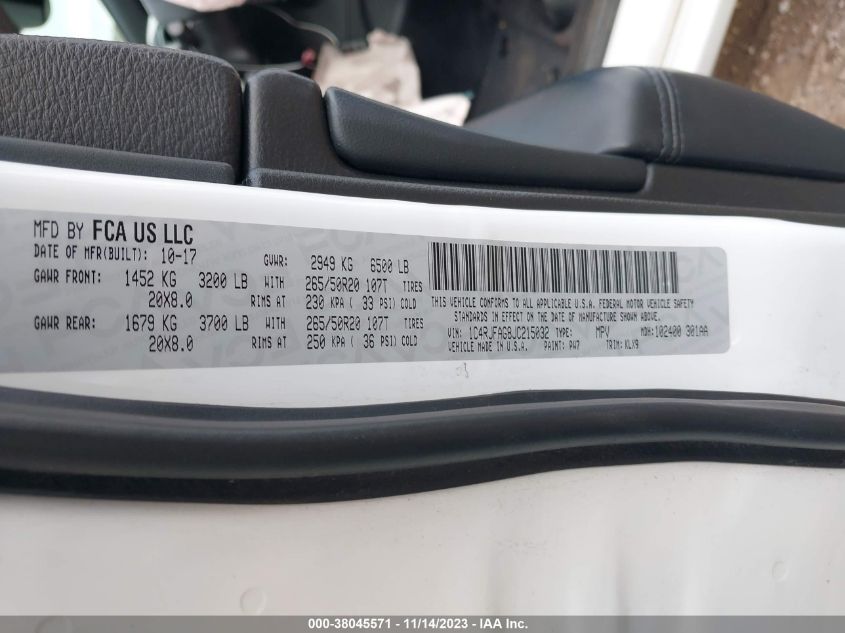 MFD BY FCA US LLC
DATE OF MFR(BUILT): 10-17 GVWR: 2949 KG 6500 LB
GAWR FRONT: 1452 KG 3200 LB WITH 265/50R20 107T TIRES
20X8.0 RIMS AT 230 KPA ( 33 PSI) COLD
GAWR REAR: 1679 KG 3700 LB WITH 265/50R20 107T TIRES
20X8.0 RIMS AT 250 KPA ( 36 PSI) COLD
THIS VEHICLE CONFORMS TO ALL APPLICABLE U.S.A. FEDERAL MOTOR VEHICLE SAFETY
STANDARDS IN EFFECT ON THE DATE OF MANUFACTURE SHOWN ABOVE.
VIN: 1C4RJFAG8JC215032 TYPE: MPV MDH: 102400 301AA
VEHICLE MADE IN U.S.A. PAINT: PW7 TRIM: KLX9
000-38045571 - 11/14/2023 - IAA Inc.